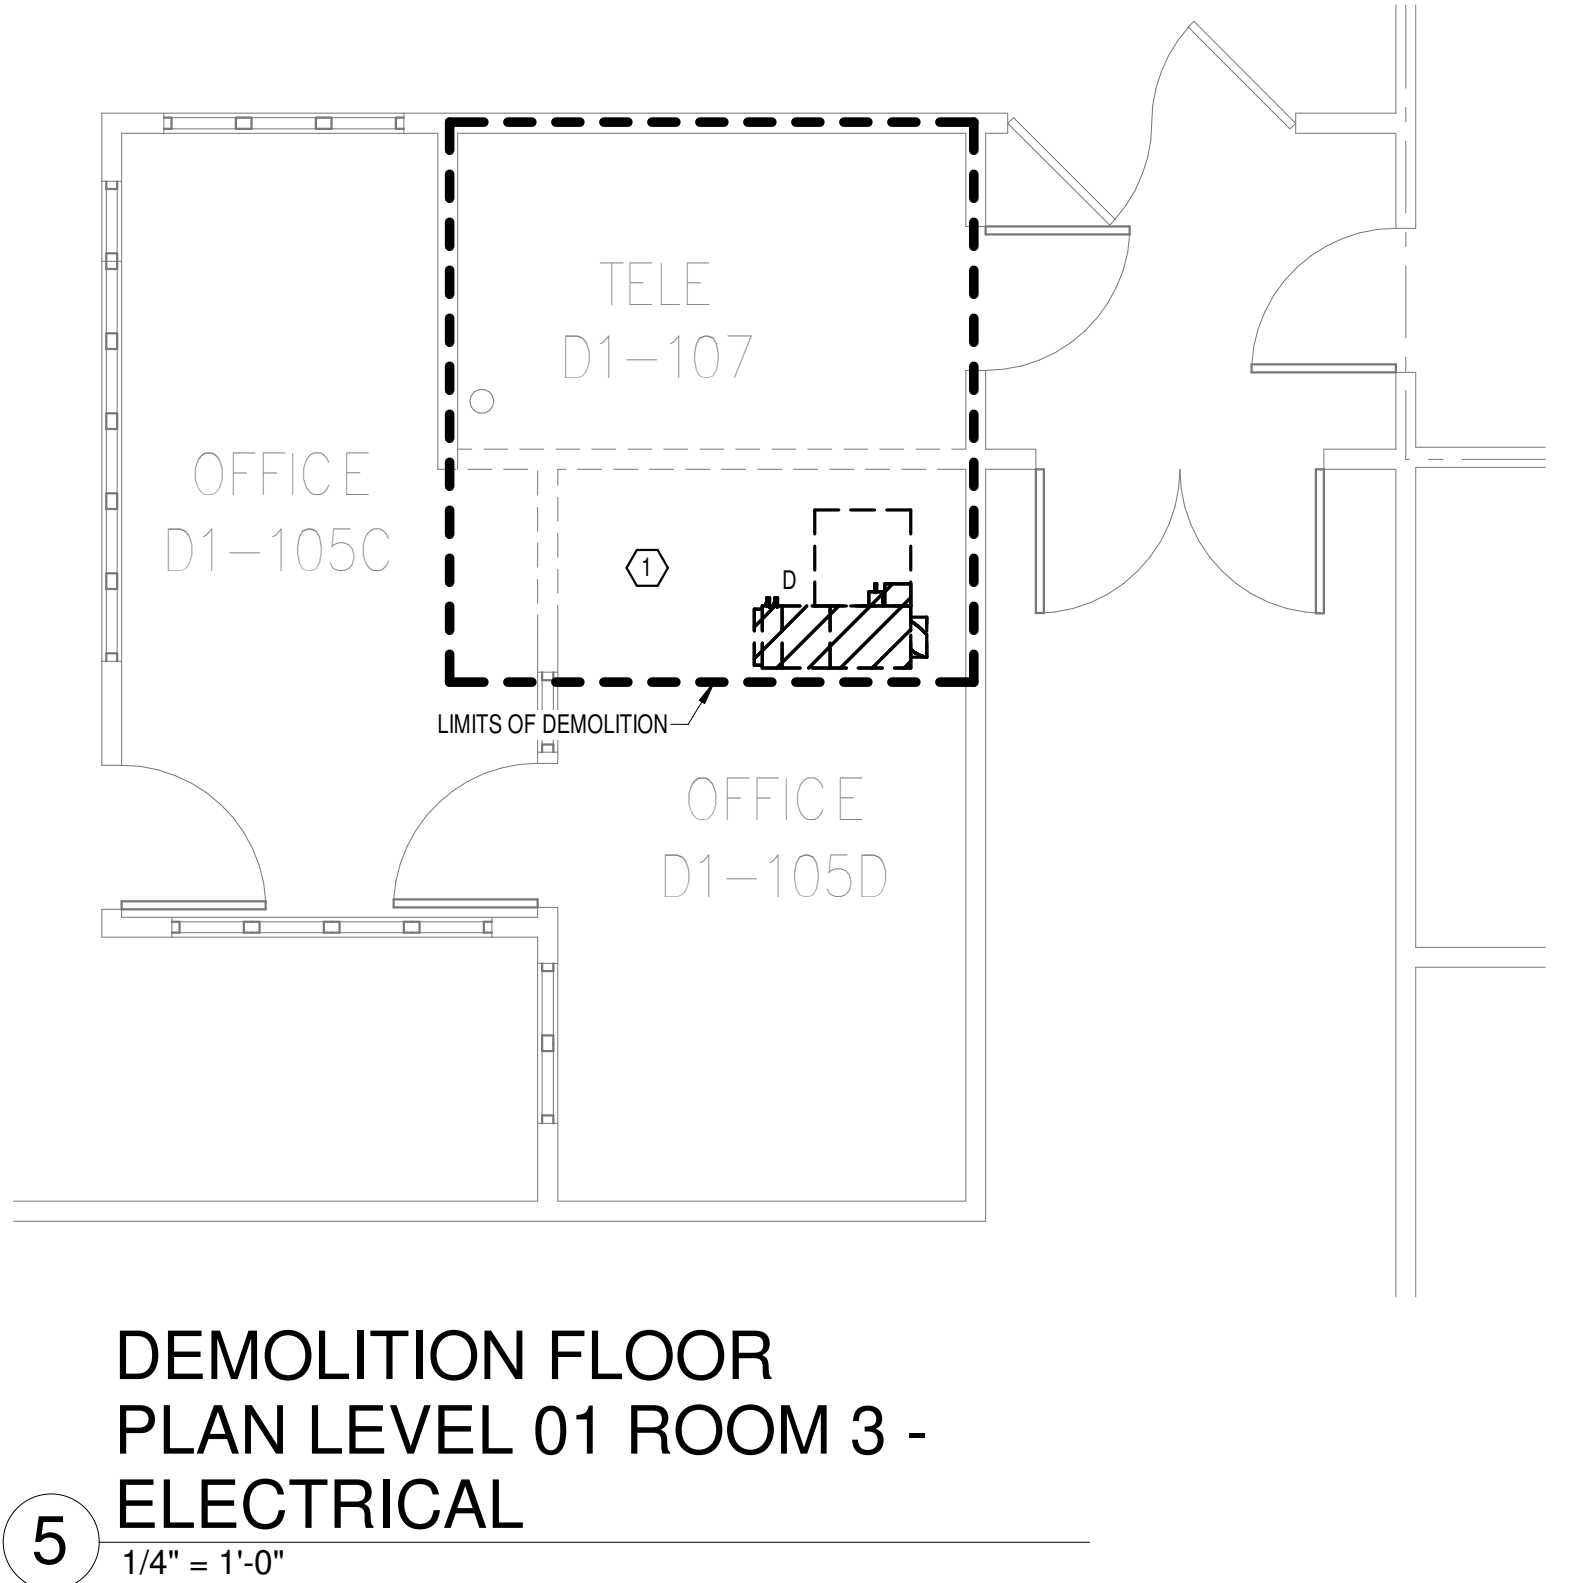 TELE
D1-107
OFFICE
D1-105C
1
D
LIMITS OF DEMOLITION
OFFICE
D1-105D
DEMOLITION FLOOR
PLAN LEVEL 01 ROOM 3 -
ELECTRICAL
5
1/4" = 1'-0"